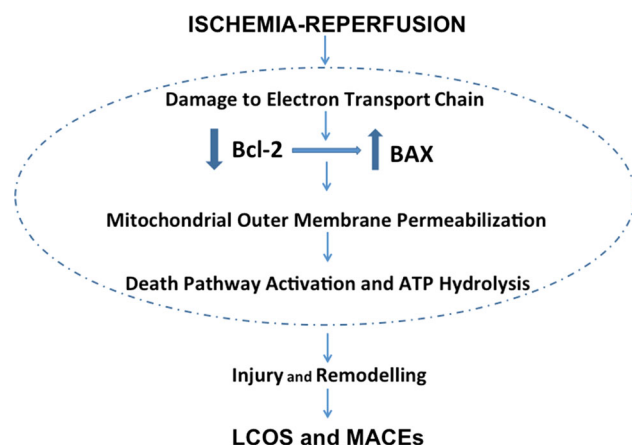 ISCHEMIA-REPERFUSION
Damage to Electron Transport Chain
Bcl-2 BAX
Mitochondrial Outer Membrane Permeabilization
Death Pathway Activation and ATP Hydrolysis
Injury and Remodelling
LCOS and MACEs